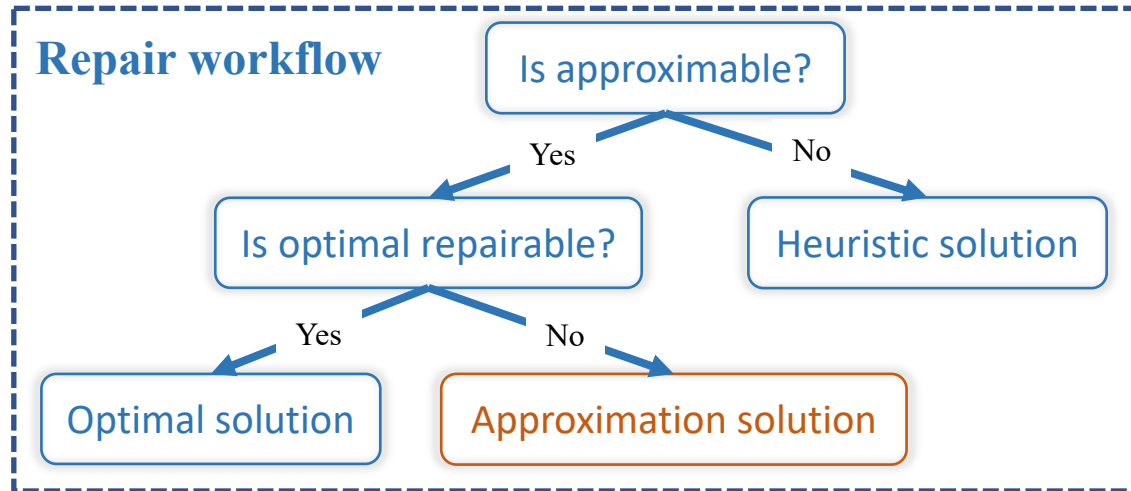 Repair workflow
Is approximable?
Yes
No
Is optimal repairable?
Heuristic solution
Yes
No
Optimal solution
Approximation solution